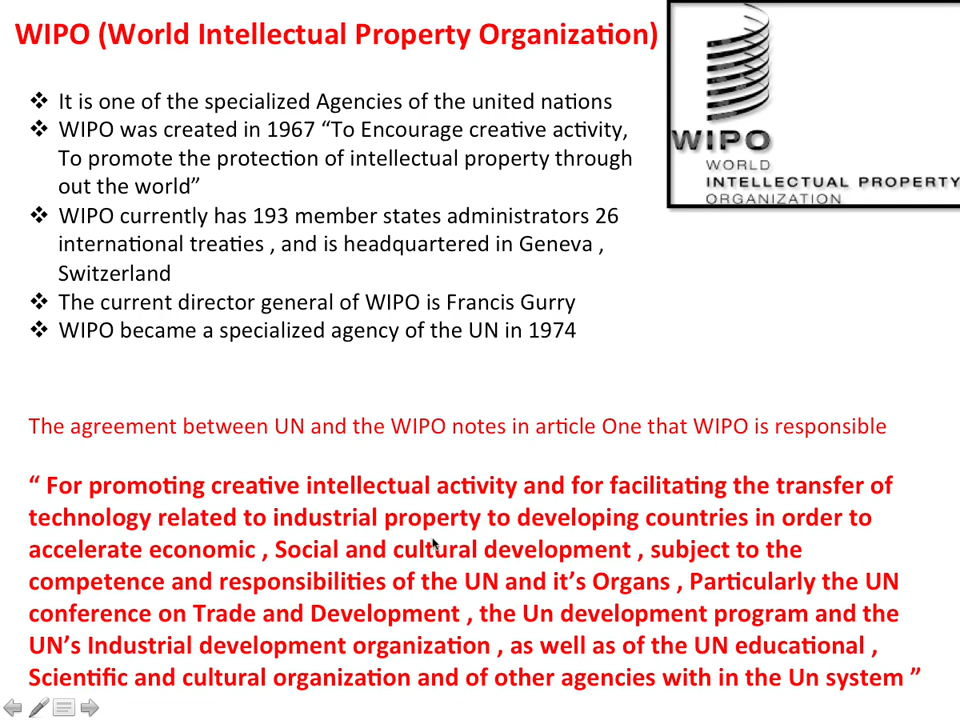 WIPO (World Intellectual Property Organization)
❖ It is one of the specialized Agencies of the united nations
❖ WIPO was created in 1967 “To Encourage creative activity,
To promote the protection of intellectual property through
out the world”
❖ WIPO currently has 193 member states administrators 26
international treaties , and is headquartered in Geneva ,
Switzerland
❖ The current director general of WIPO is Francis Gurry
❖ WIPO became a specialized agency of the UN in 1974
WIPO
WORLD
INTELLECTUAL PROPERTY
ORGANIZATION
The agreement between UN and the WIPO notes in article One that WIPO is responsible
“ For promoting creative intellectual activity and for facilitating the transfer of
technology related to industrial property to developing countries in order to
accelerate economic , Social and cultural development , subject to the
competence and responsibilities of the UN and it’s Organs , Particularly the UN
conference on Trade and Development , the Un development program and the
UN’s Industrial development organization , as well as of the UN educational ,
Scientific and cultural organization and of other agencies with in the Un system ”